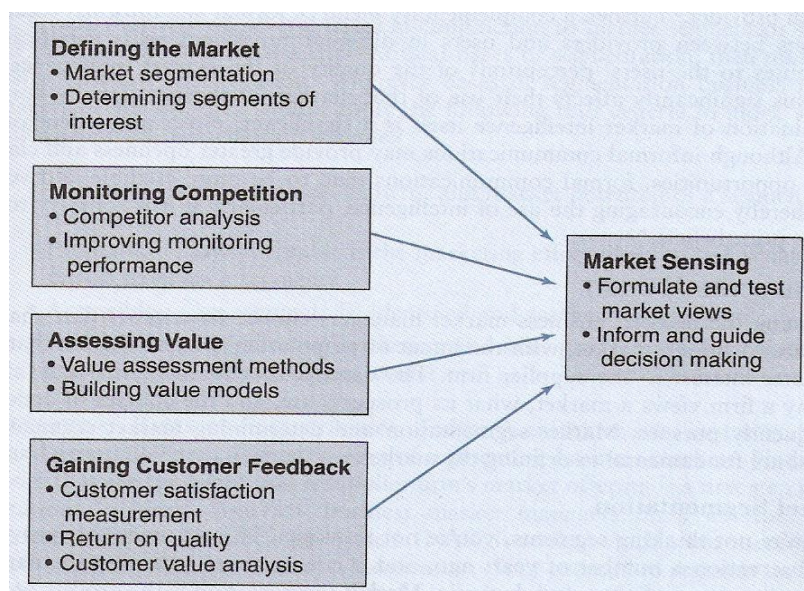 Defining the Market
• Market segmentation
• Determining segments of
interest
Monitoring Competition
• Competitor analysis
• Improving monitoring
performance
Assessing Value
• Value assessment methods
• Building value models
Gaining Customer Feedback
• Customer satisfaction
measurement
• Return on quality
• Customer value analysis
Market Sensing
• Formulate and test
market views
• Inform and guide
decision making